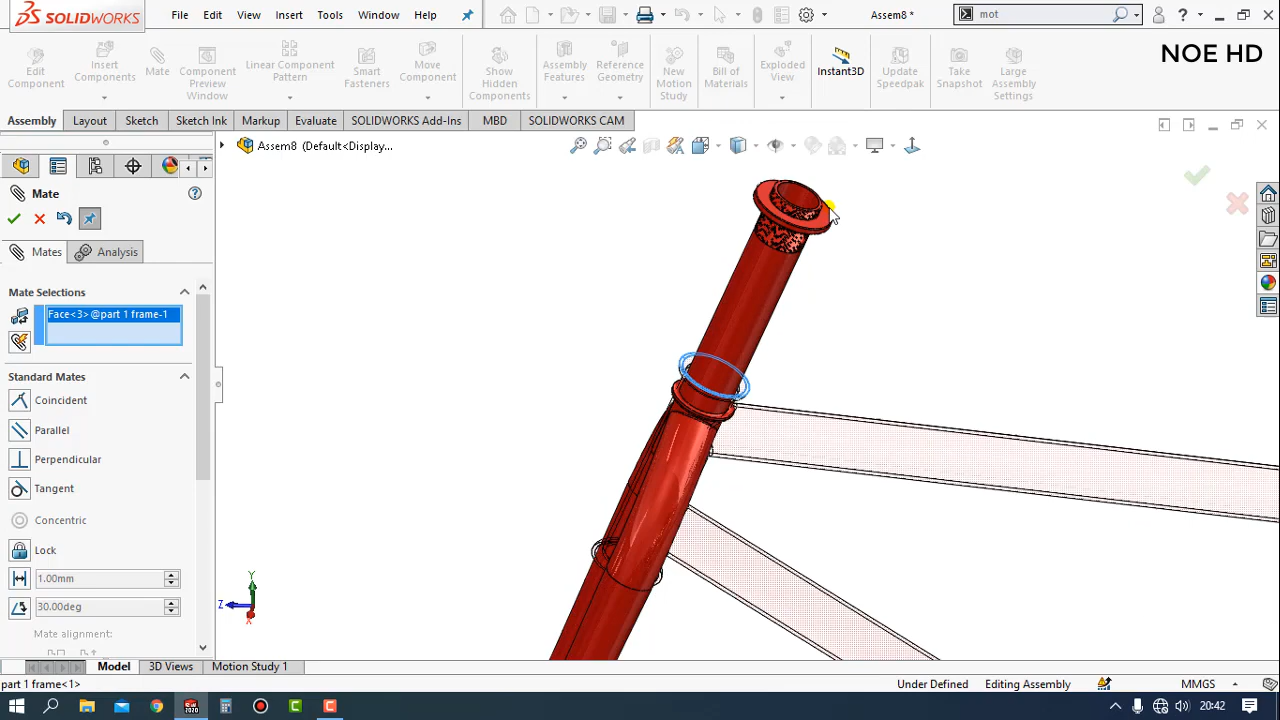 SOLIDWORKS
File Edit View Insert Tools Window Help
Assem8 *
mot
NOE HD
Edit Component
Insert Components
Mate
Component Preview Window
Linear Component Pattern
Smart Fasteners
Move Component
Show Hidden Components
Assembly Features
Reference Geometry
New Motion Study
Bill of Materials
Exploded View
Instant3D
Update Speedpak
Take Snapshot
Large Assembly Settings
Assembly Layout Sketch Sketch Ink Markup Evaluate SOLIDWORKS Add-Ins MBD SOLIDWORKS CAM
Assem8 (Default<Display...
Mate
Mates Analysis
Mate Selections
Face<3>@part 1 frame-1
Standard Mates
Coincident
Parallel
Perpendicular
Tangent
Concentric
Lock
1.00mm
30.00deg
Mate alignment:
Y
Z
X
Model 3D Views Motion Study 1
part 1 frame<1>
Under Defined Editing Assembly MMGS
20:42